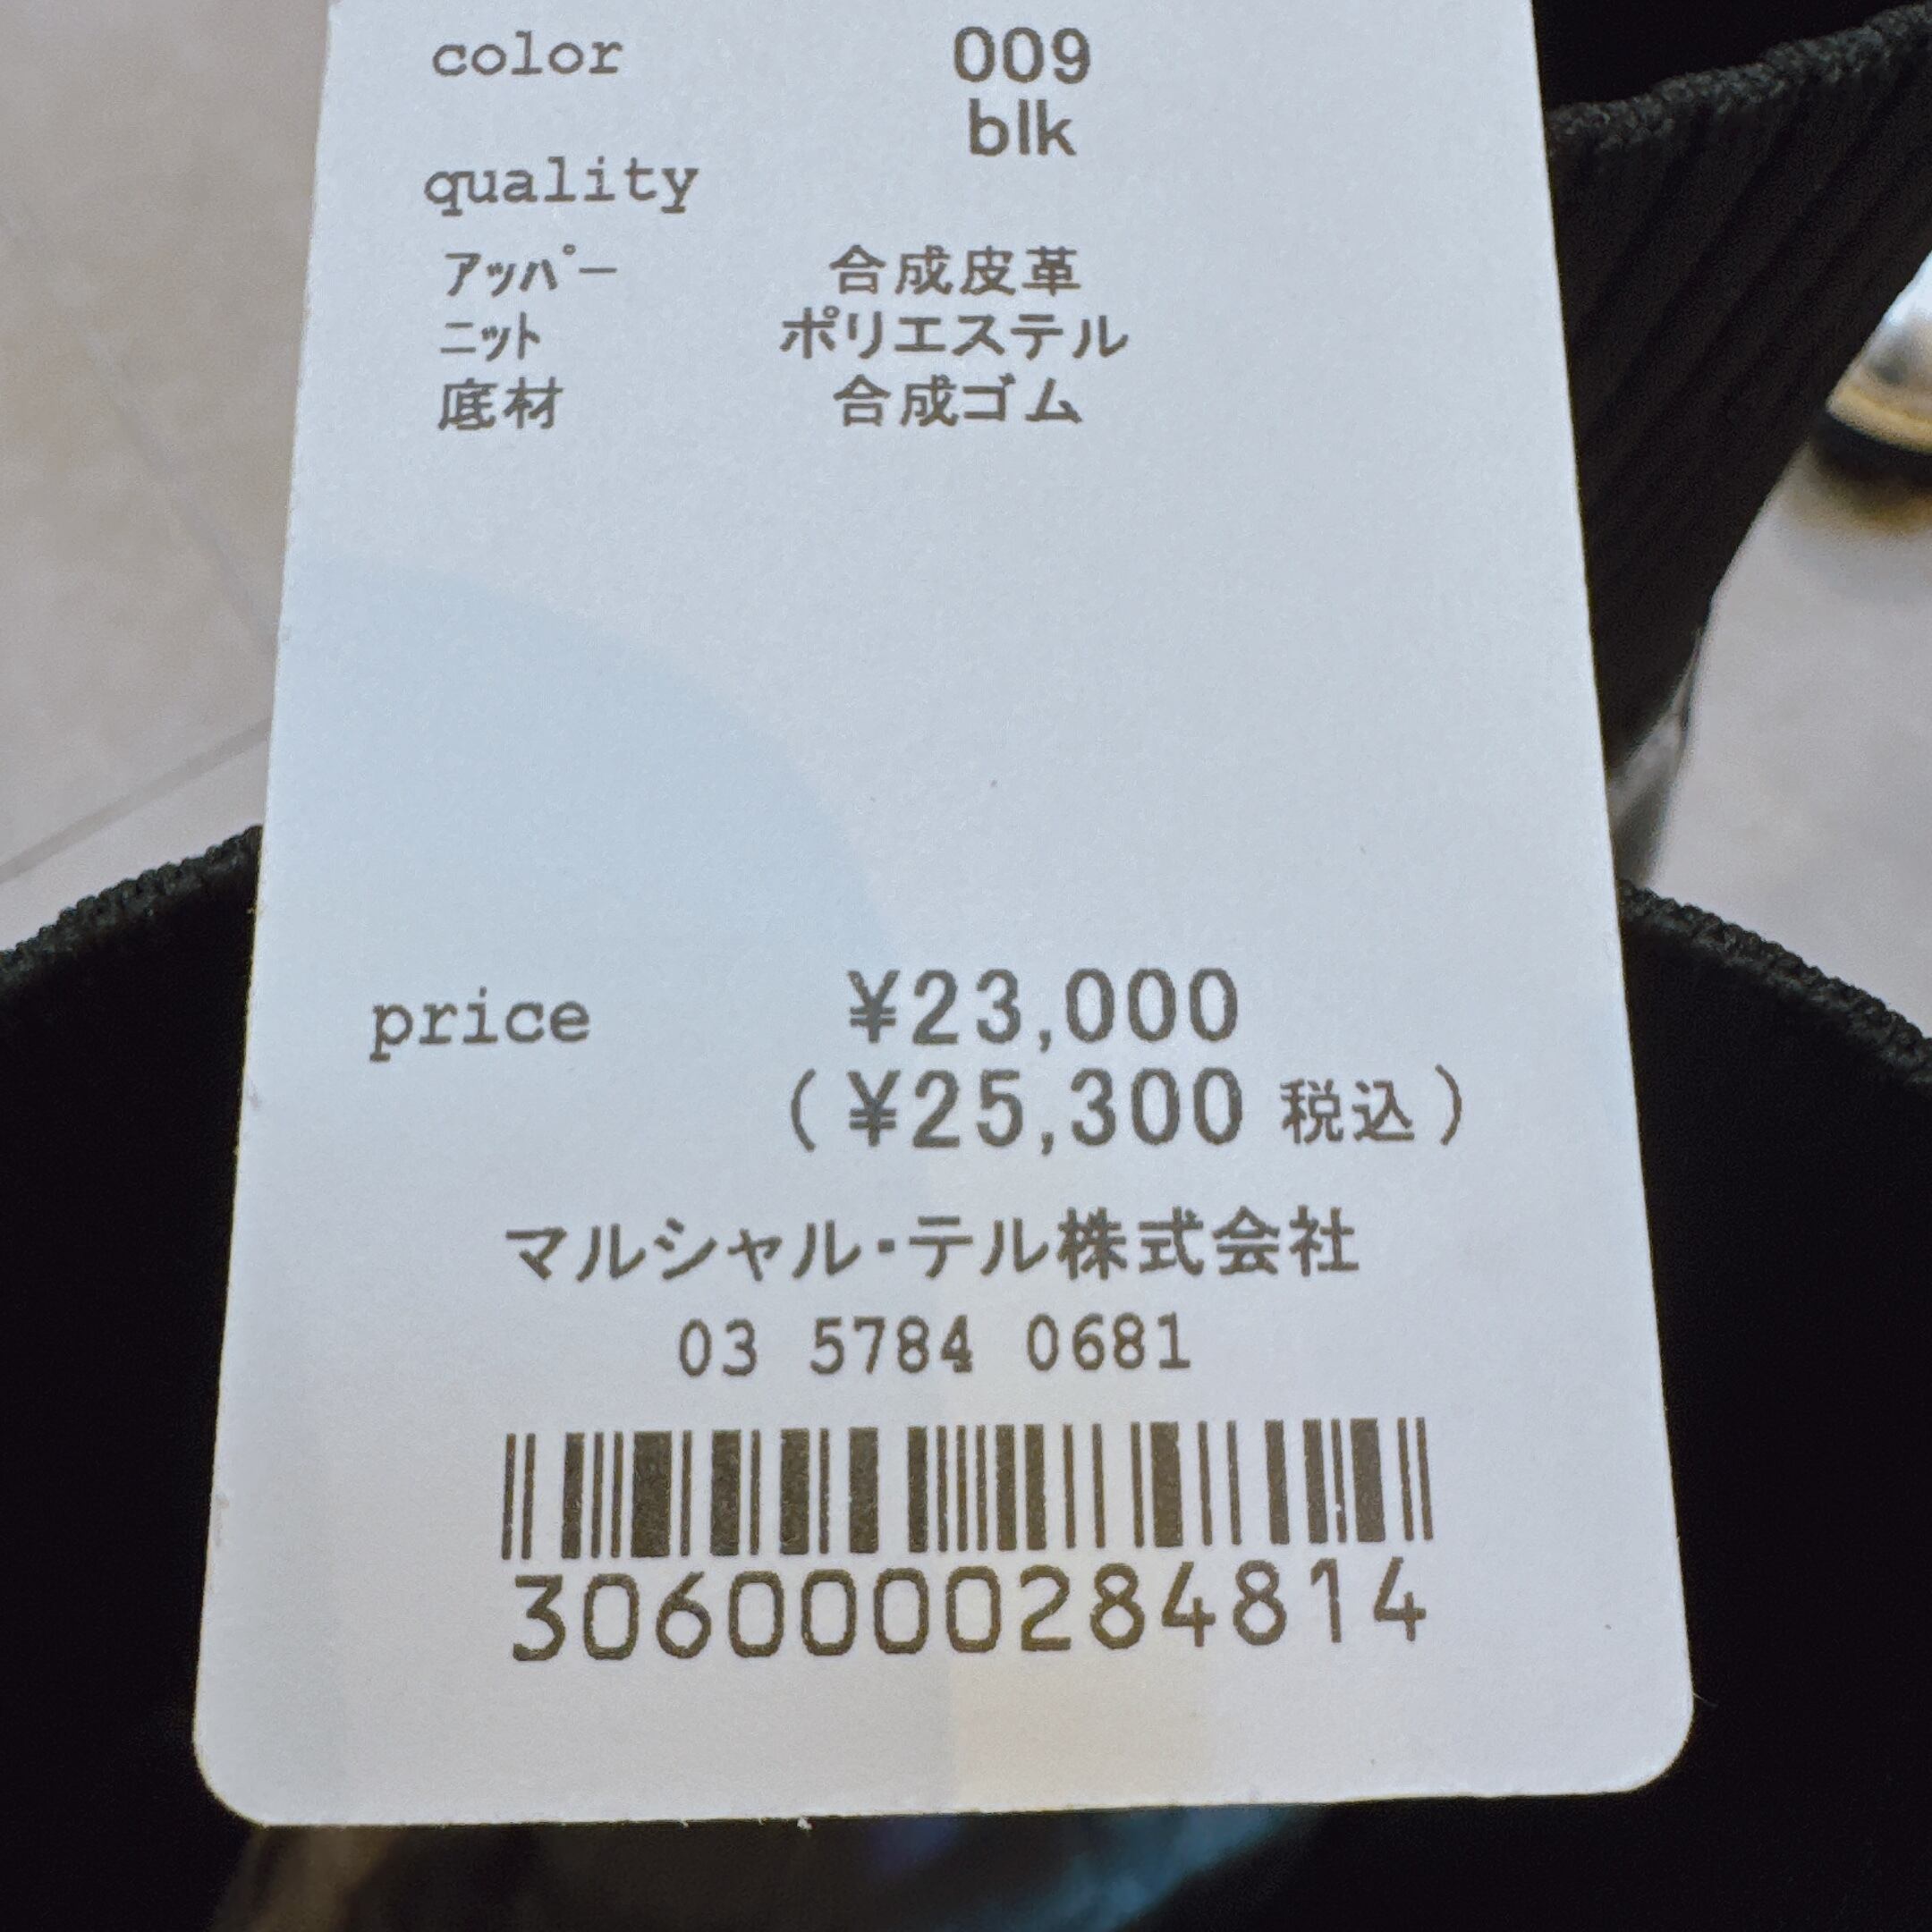 color 009
blk
quality
ｱｯﾊﾟｰ 合成皮革
ﾆｯﾄ ポリエステル
底材 合成ゴム
price ¥23,000
(¥25,300 税込)
マルシャル・テル株式会社
03 5784 0681
3060000284814